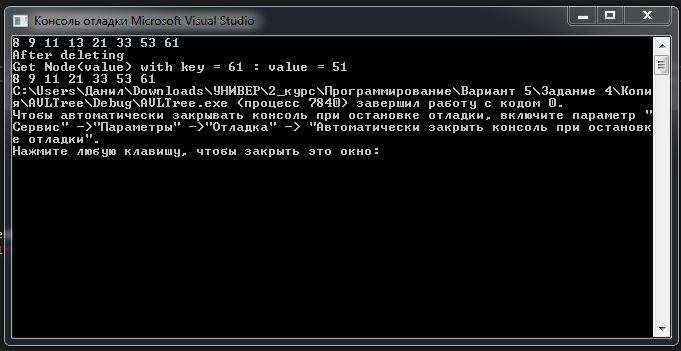 Консоль отладки Microsoft Visual Studio
8 9 11 13 21 33 53 61
After deleting
Get Node(value) with key = 61 : value = 51
8 9 11 21 33 53 61
C:\Users\Данил\Downloads\УНИВЕР\2_курс\Программирование\Вариант 5\Задание 4\Копи
я\AVLTree\Debug\AVLTree.exe (процесс 7840) завершил работу с кодом 0.
Чтобы автоматически закрывать консоль при остановке отладки, включите параметр "
Сервис" ->"Параметры" ->"Отладка" -> "Автоматически закрыть консоль при остановк
е отладки".
Нажмите любую клавишу, чтобы закрыть это окно: